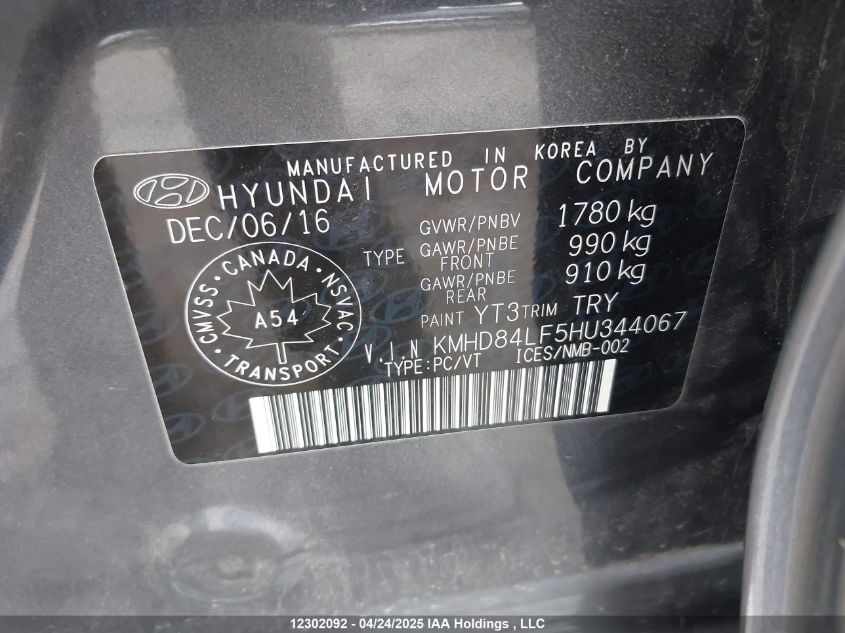 MANUFACTURED IN KOREA BY
HYUNDAI MOTOR COMPANY
DEC/06/16
GVWR/PNBV 1780 kg
TYPE GAWR/PNBE FRONT 990 kg
GAWR/PNBE REAR 910 kg
PAINT YT3 TRIM TRY
V.I.N KMHD84LF5HU344067
TYPE:PC/VT ICES/NMB-002
CMVSS · CANADA · NSVAC · TRANSPORT ·
A54
12302092 - 04/24/2025 IAA Holdings , LLC